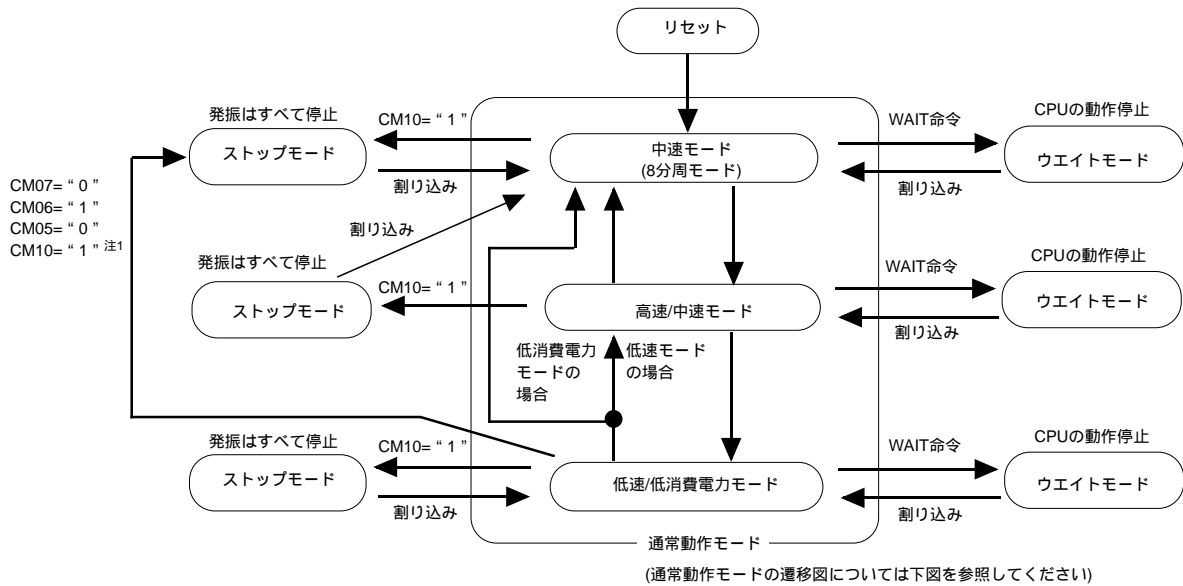 リセット
発振はすべて停止
CM10= “ 1 ”
WAIT命令
CPUの動作停止
ストップモード
中速モード
(8分周モード)
ウエイトモード
割り込み
割り込み
CM07= “ 0 ”
CM06= “ 1 ”
CM05= “ 0 ”
CM10= “ 1 ” 注1
割り込み
発振はすべて停止
CM10= “ 1 ”
WAIT命令
CPUの動作停止
ストップモード
高速/中速モード
ウエイトモード
割り込み
低消費電力
モードの
場合
低速モード
の場合
発振はすべて停止
CM10= “ 1 ”
WAIT命令
CPUの動作停止
ストップモード
低速/低消費電力モード
ウエイトモード
割り込み
割り込み
通常動作モード
(通常動作モードの遷移図については下図を参照してください)